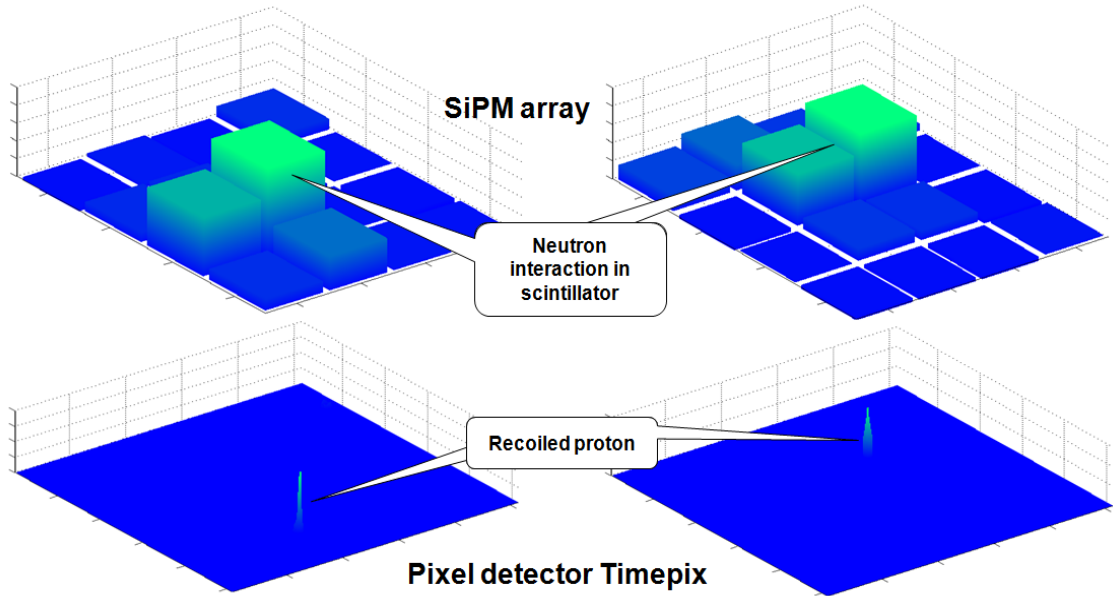 SiPM array
Neutron
interaction in
scintillator
Recoiled proton
Pixel detector Timepix